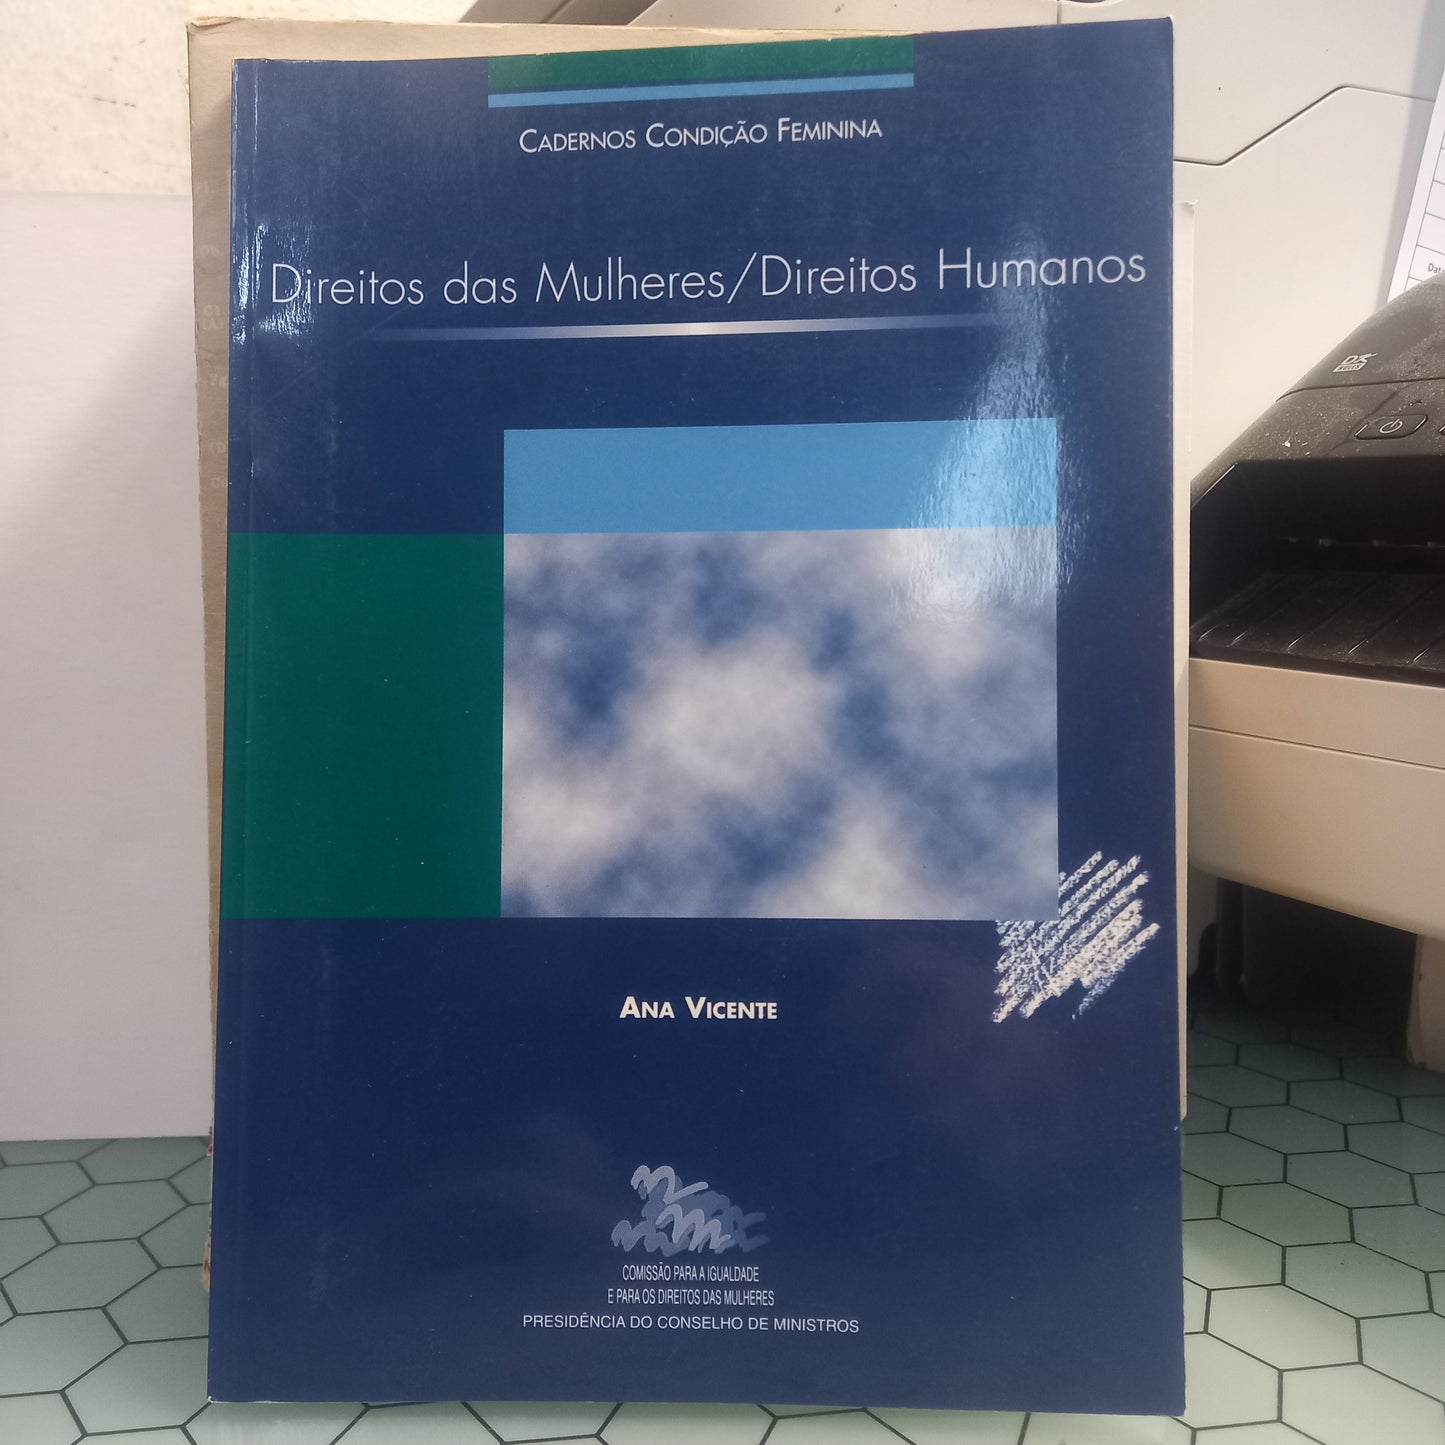 CADERNOS CONDIÇÃO FEMININA
Direitos das Mulheres/Direitos Humanos
ANA VICENTE
COMISSÃO PARA A IGUALDADE
E PARA OS DIREITOS DAS MULHERES
PRESIDÊNCIA DO CONSELHO DE MINISTROS